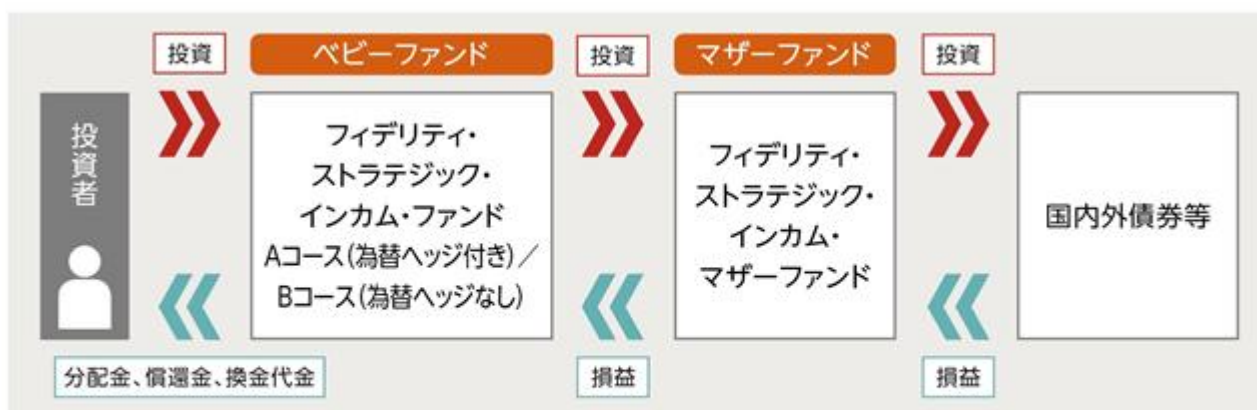 投資
ベビーファンド
投資
マザーファンド
投資
投資者
フィデリティ・
ストラテジック・
インカム・ファンド
Aコース(為替ヘッジ付き)/
Bコース(為替ヘッジなし)
フィデリティ・
ストラテジック・
インカム・
マザーファンド
国内外債券等
分配金、償還金、換金代金
損益
損益